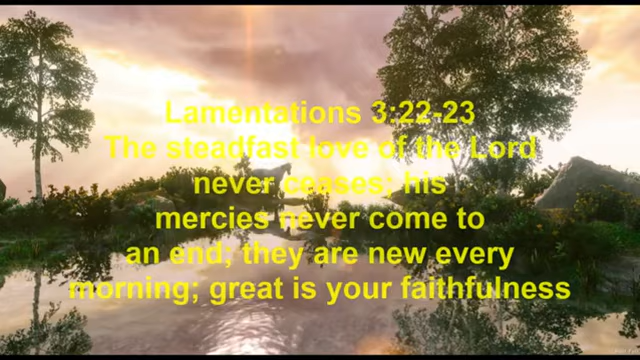 Lamentations 3:22-23
The steadfast love of the Lord
never ceases; his
mercies never come to
an end; they are new every
morning; great is your faithfulness